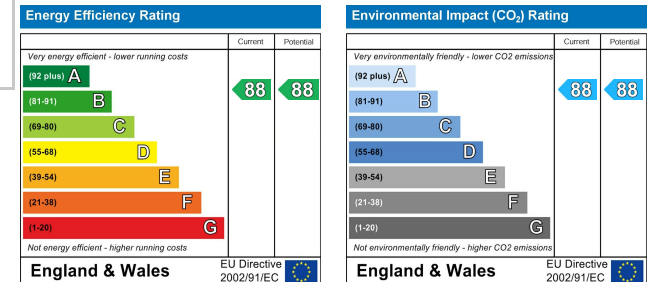 Energy Efficiency Rating
Current Potential
Very energy efficient - lower running costs
(92 plus) A
(81-91) B
88 88
(69-80) C
(55-68) D
(39-54) E
(21-38) F
(1-20) G
Not energy efficient - higher running costs
England & Wales
EU Directive
2002/91/EC
Environmental Impact (CO₂) Rating
Current Potential
Very environmentally friendly - lower CO2 emissions
(92 plus) A
(81-91) B
88 88
(69-80) C
(55-68) D
(39-54) E
(21-38) F
(1-20) G
Not environmentally friendly - higher CO2 emissions
England & Wales
EU Directive
2002/91/EC